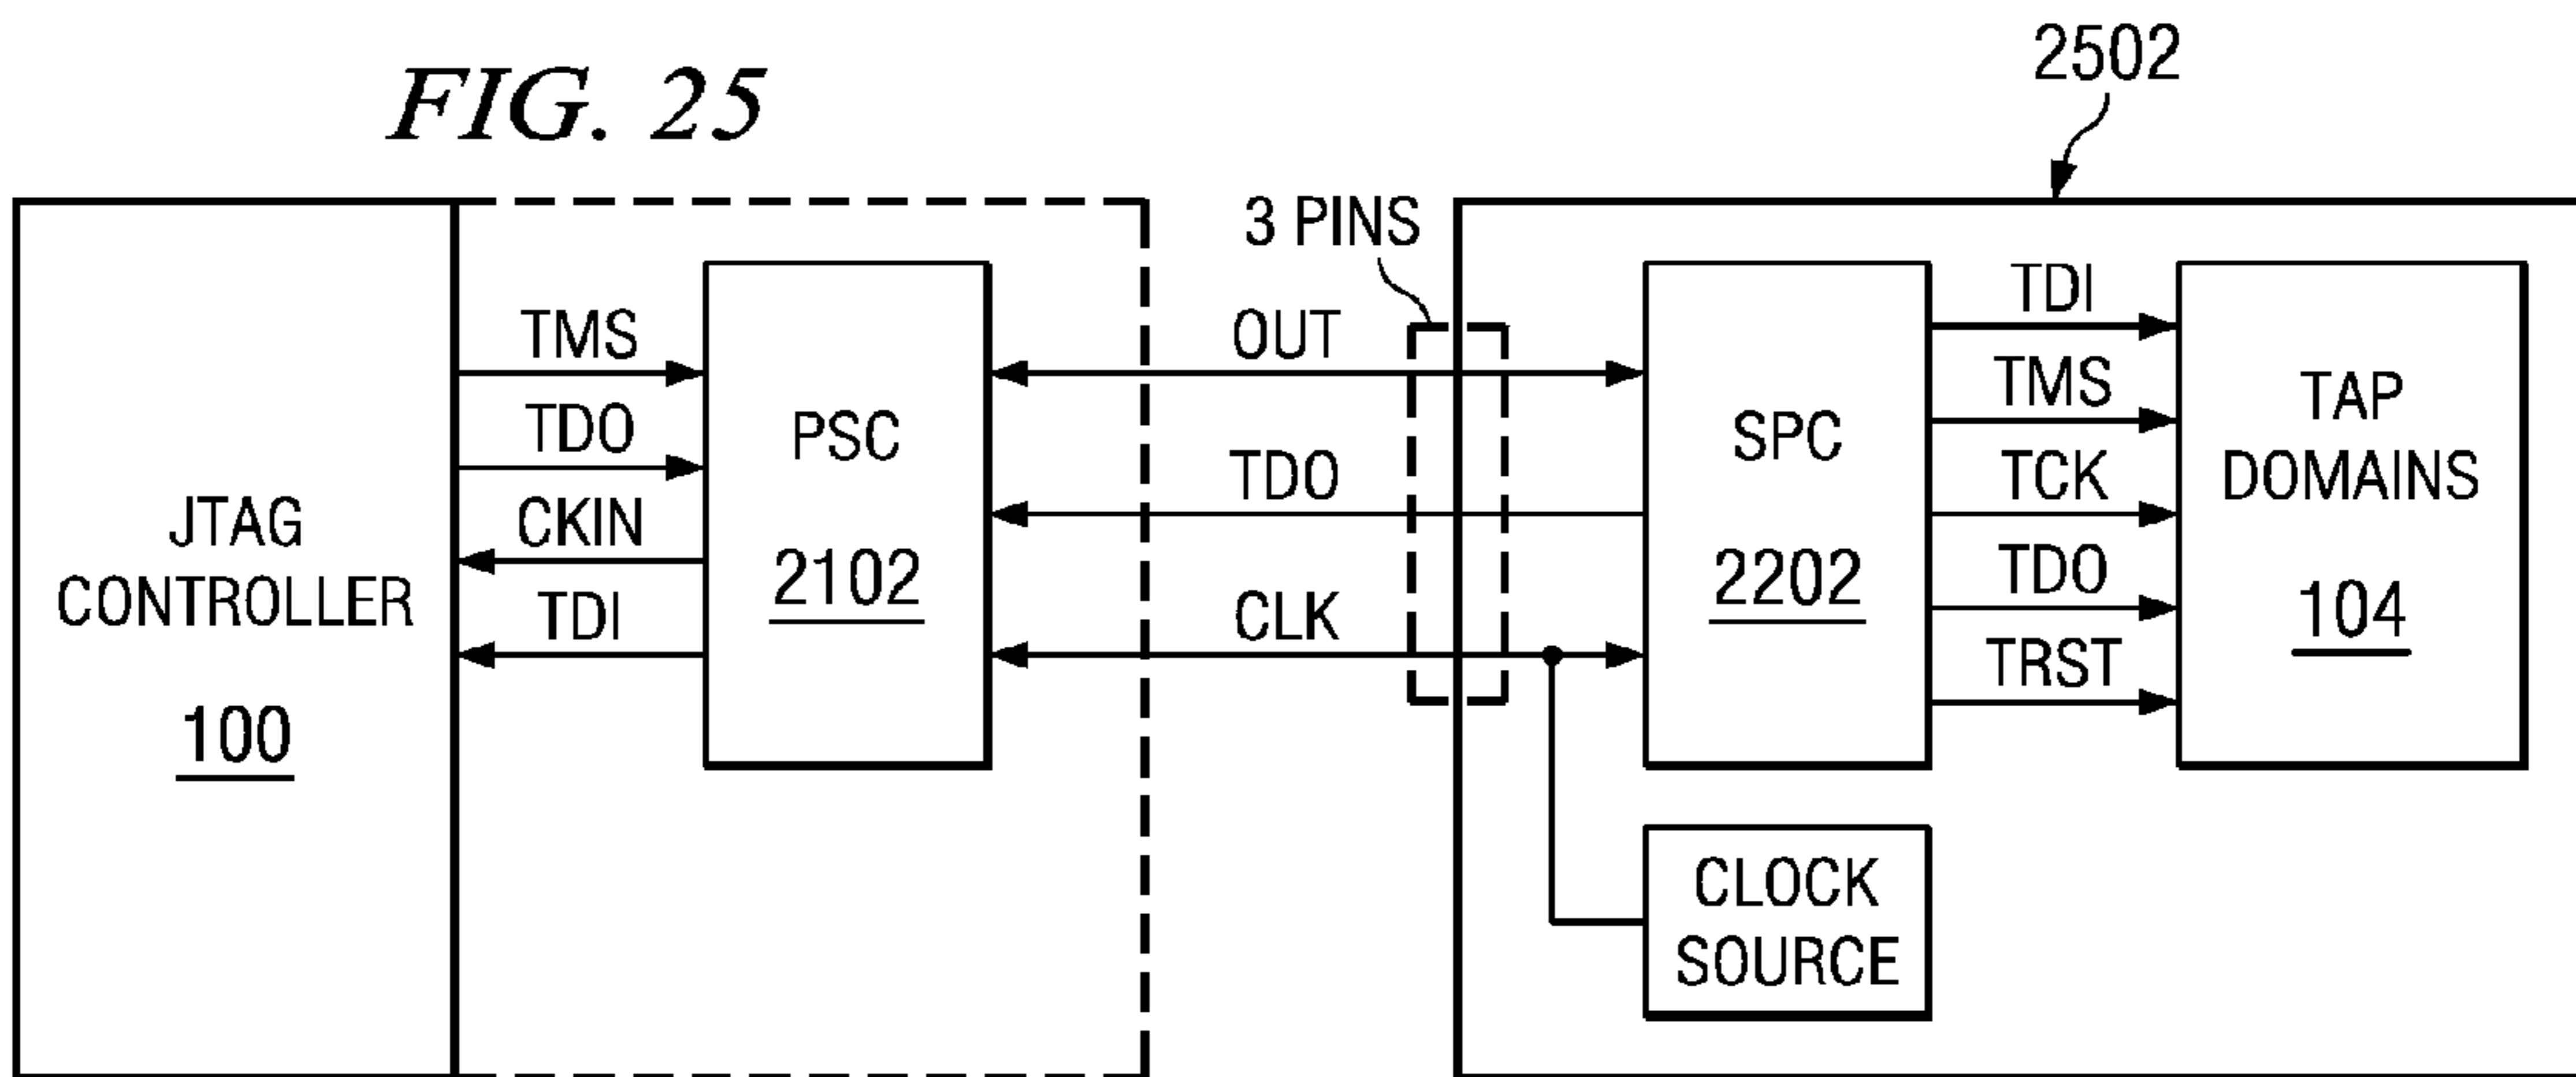 FIG. 25
2502
JTAG
CONTROLLER
100
TMS
TDO
CKIN
TDI
PSC
2102
OUT
TDO
CLK
3 PINS
SPC
2202
TDI
TMS
TCK
TDO
TRST
TAP
DOMAINS
104
CLOCK
SOURCE